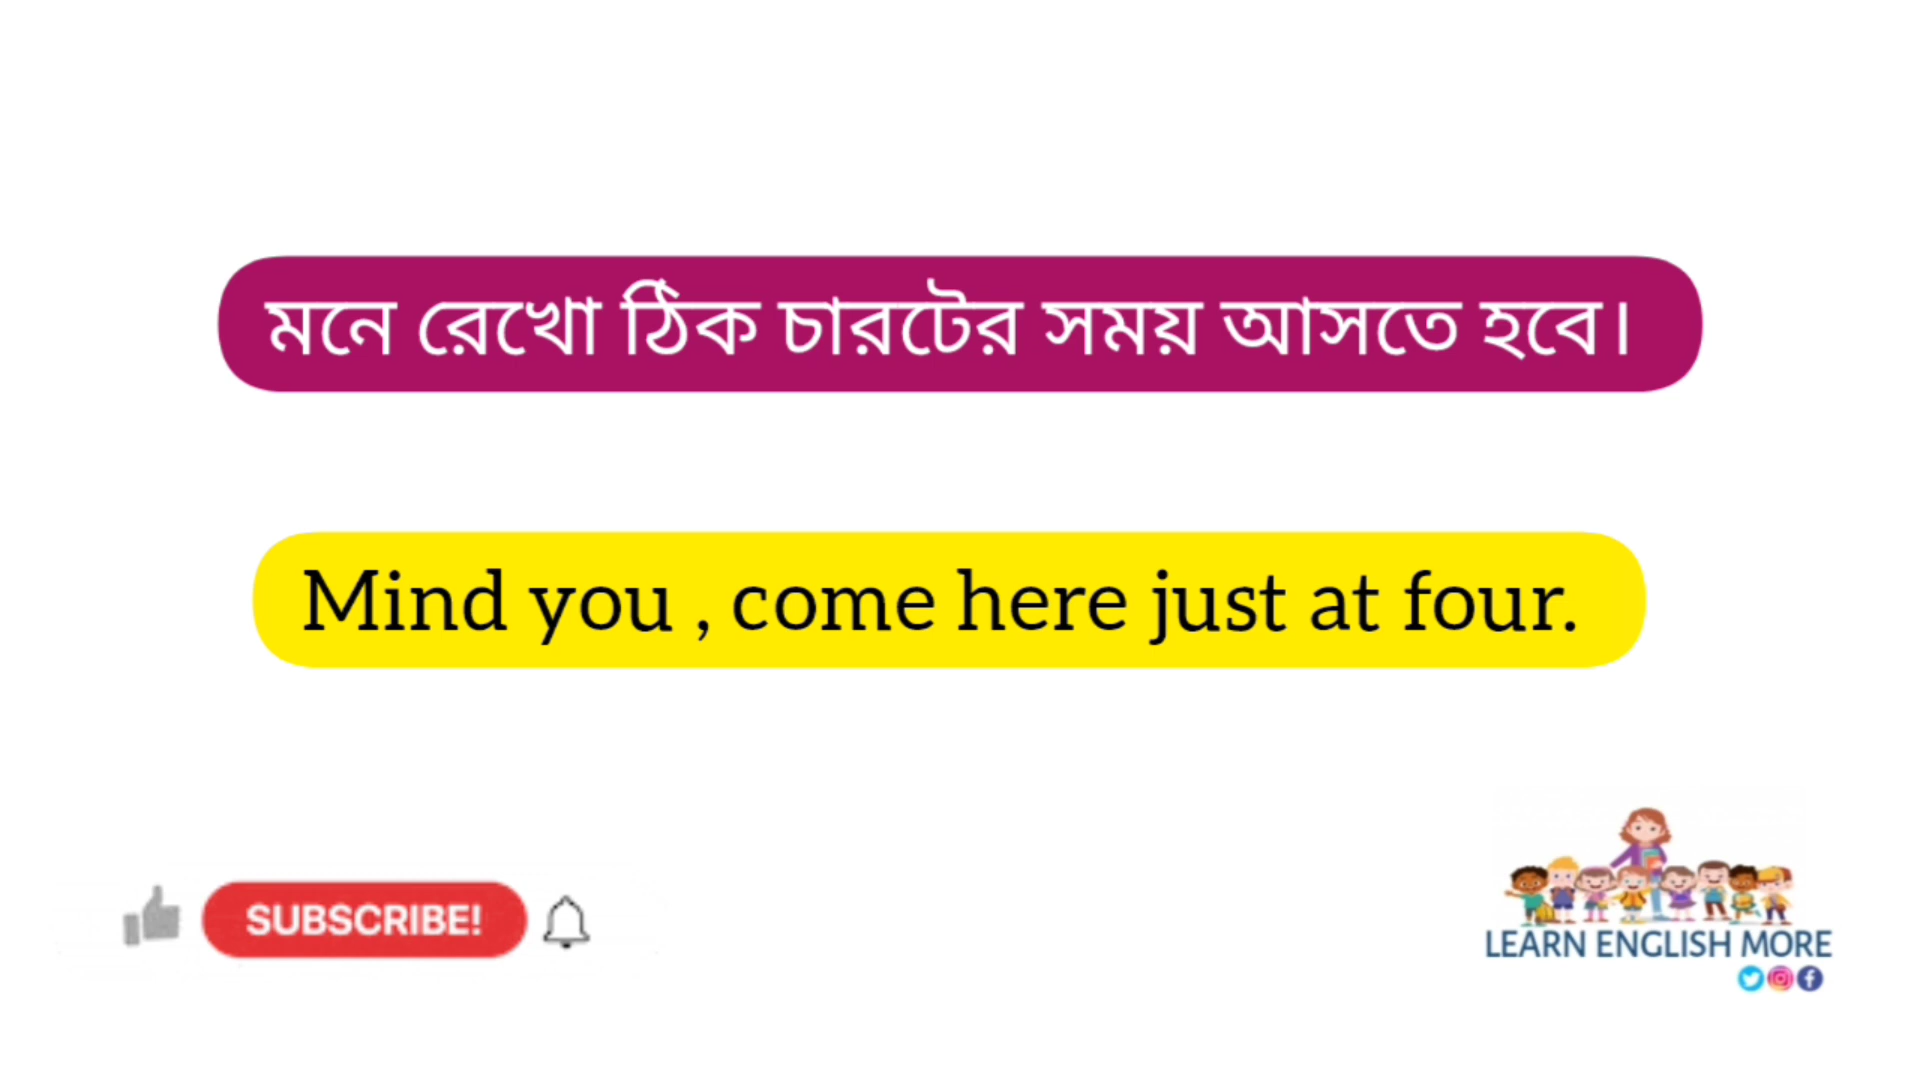 মনে রেখো ঠিক চারটের সময় আসতে হবে।
Mind you , come here just at four.
SUBSCRIBE!
LEARN ENGLISH MORE